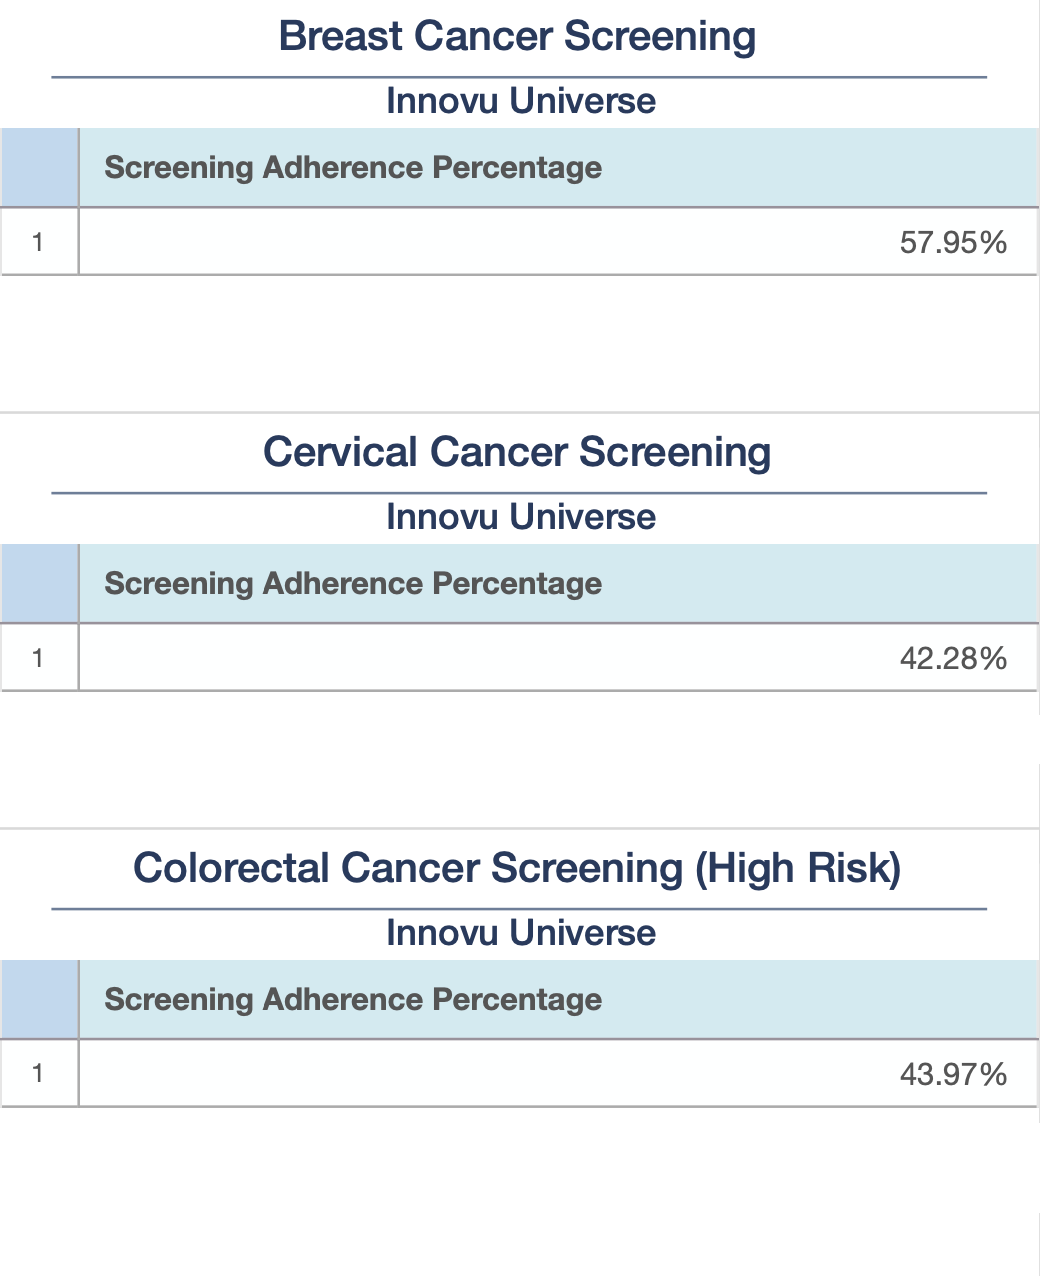 Breast Cancer Screening
Innovu Universe
Screening Adherence Percentage
1 57.95%
Cervical Cancer Screening
Innovu Universe
Screening Adherence Percentage
1 42.28%
Colorectal Cancer Screening (High Risk)
Innovu Universe
Screening Adherence Percentage
1 43.97%